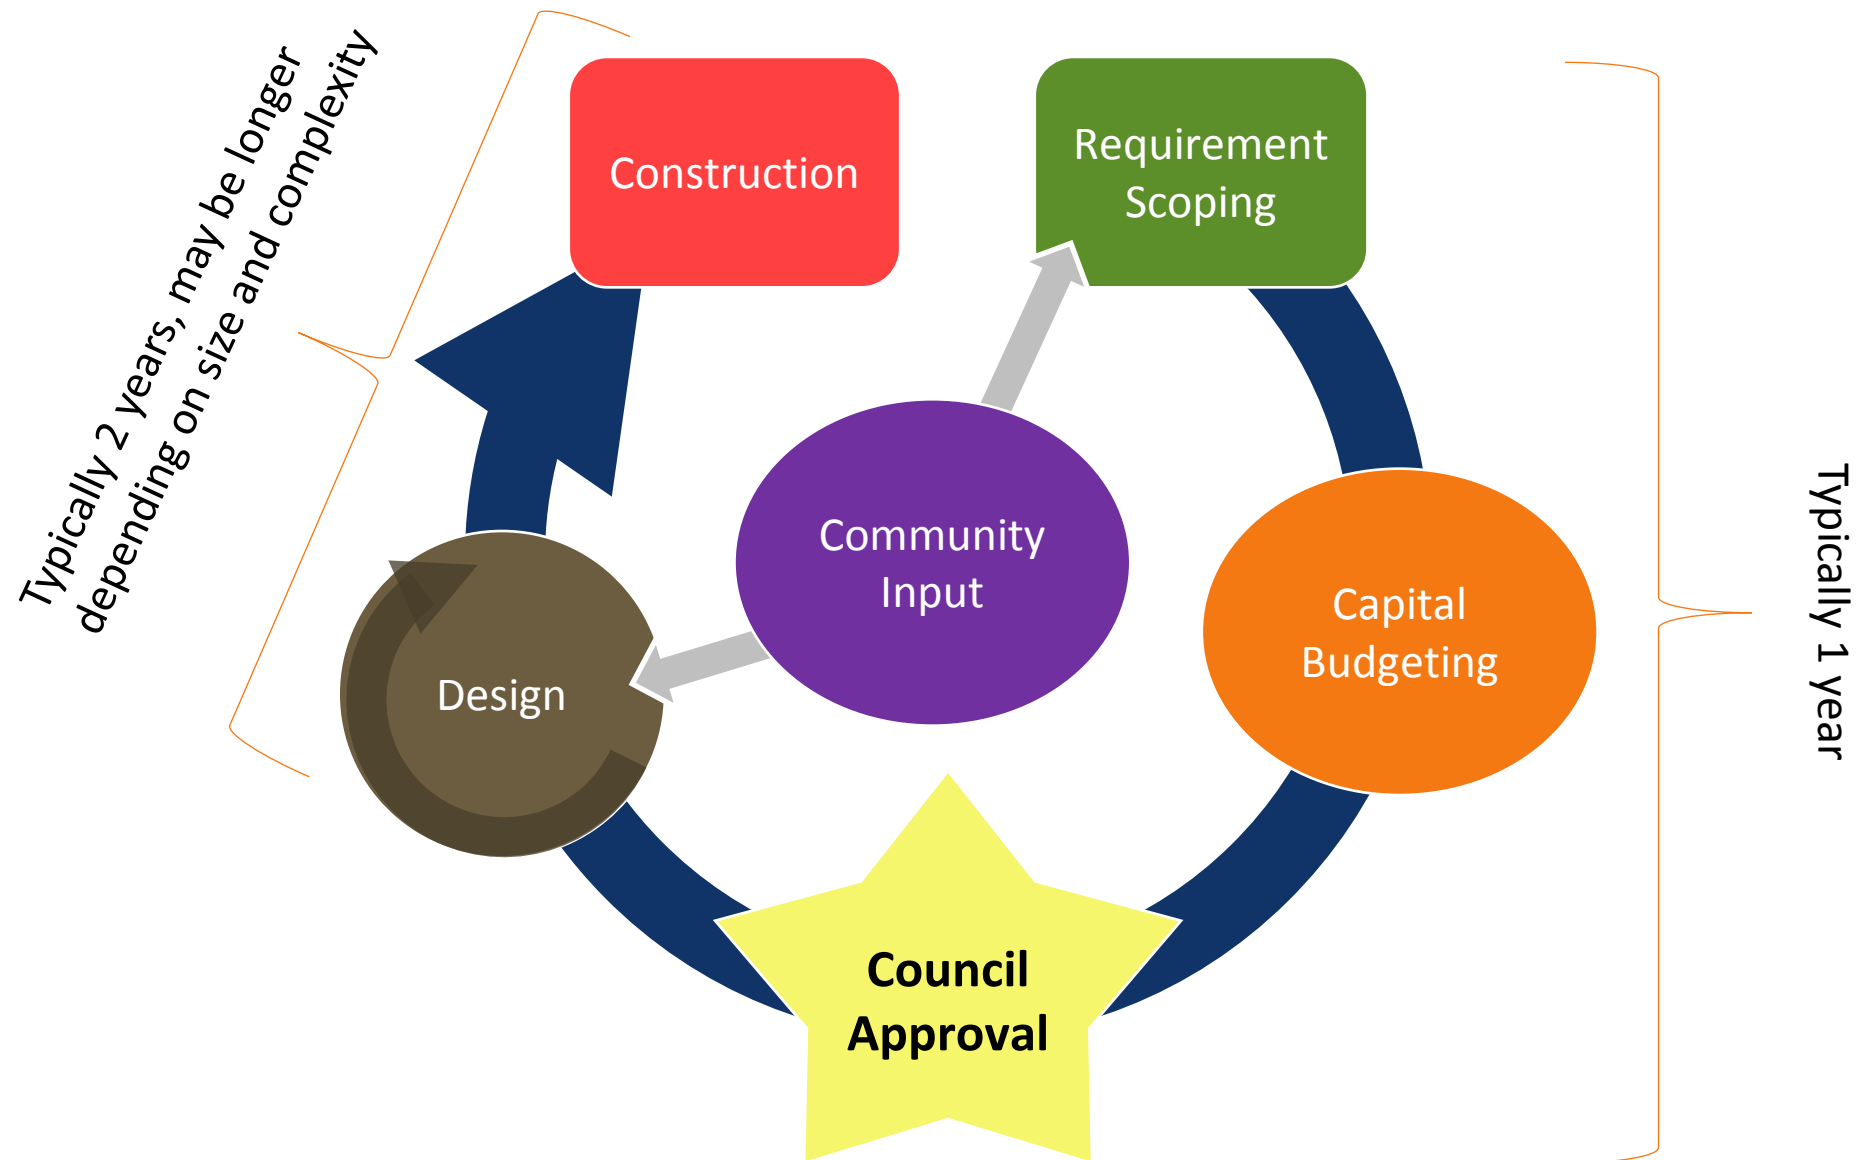 Typically 2 years, may be longer
depending on size and complexity
Construction
Requirement
Scoping
Community
Input
Capital
Budgeting
Design
Council
Approval
Typically 1 year